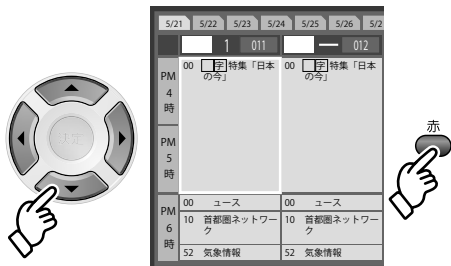 5/21 5/22 5/23 5/24 5/25 5/26 5/2
1 011 012
PM 4時
00 字 特集「日本の今」
00 字 特集「日本の今」
PM 5時
PM 6時
00 ユース
10 首都圏ネットワーク
52 気象情報
00 ユース
10 首都圏ネットワーク
52 気象情報
赤